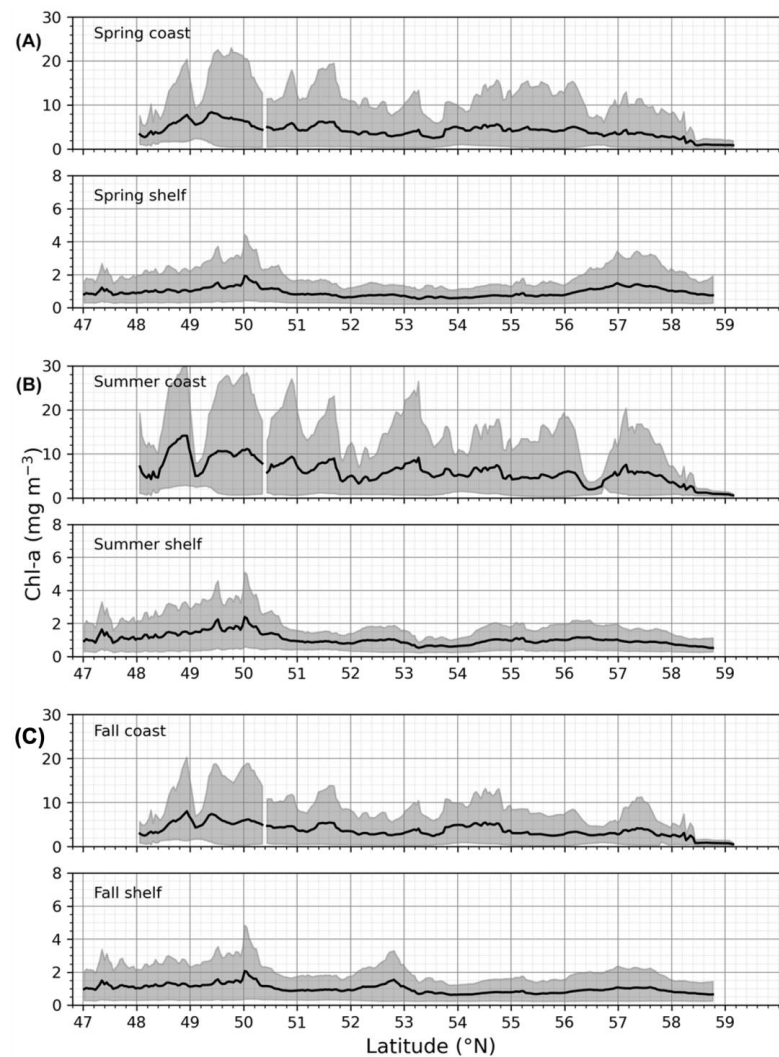 (A)
Spring coast
30
20
10
0
Spring shelf
8
6
4
2
0
47 48 49 50 51 52 53 54 55 56 57 58 59
(B)
Summer coast
30
20
10
0
Summer shelf
8
6
4
2
0
47 48 49 50 51 52 53 54 55 56 57 58 59
Chl-a (mg m⁻³)
(C)
Fall coast
30
20
10
0
Fall shelf
8
6
4
2
0
47 48 49 50 51 52 53 54 55 56 57 58 59
Latitude (°N)